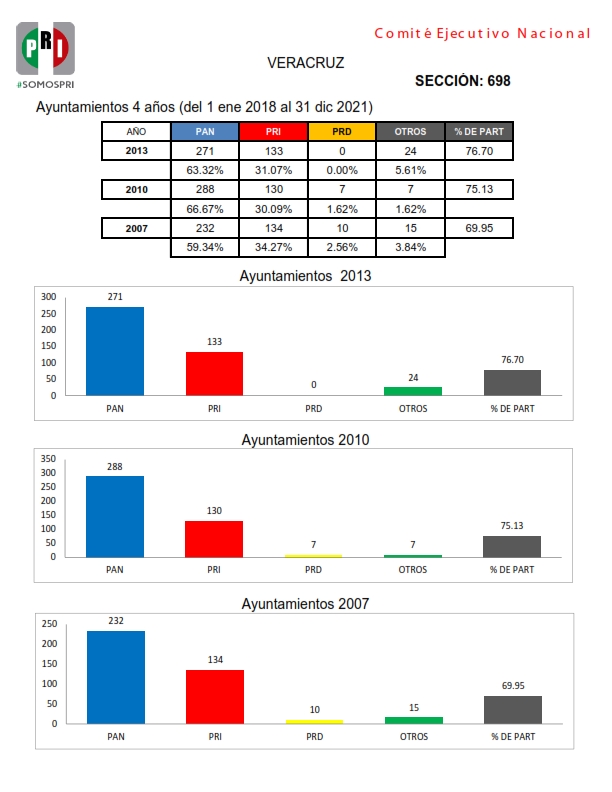 Comité Ejecutivo Nacional
PRI
#SOMOSPRI
VERACRUZ
SECCIÓN: 698
Ayuntamientos 4 años (del 1 ene 2018 al 31 dic 2021)
AÑO PAN PRI PRD OTROS % DE PART
2013 271 133 0 24 76.70
63.32% 31.07% 0.00% 5.61%
2010 288 130 7 7 75.13
66.67% 30.09% 1.62% 1.62%
2007 232 134 10 15 69.95
59.34% 34.27% 2.56% 3.84%
Ayuntamientos 2013
300
250
200
150
100
50
0
271 133 0 24 76.70
PAN PRI PRD OTROS % DE PART
Ayuntamientos 2010
350
300
250
200
150
100
50
0
288 130 7 7 75.13
PAN PRI PRD OTROS % DE PART
Ayuntamientos 2007
250
200
150
100
50
0
232 134 10 15 69.95
PAN PRI PRD OTROS % DE PART